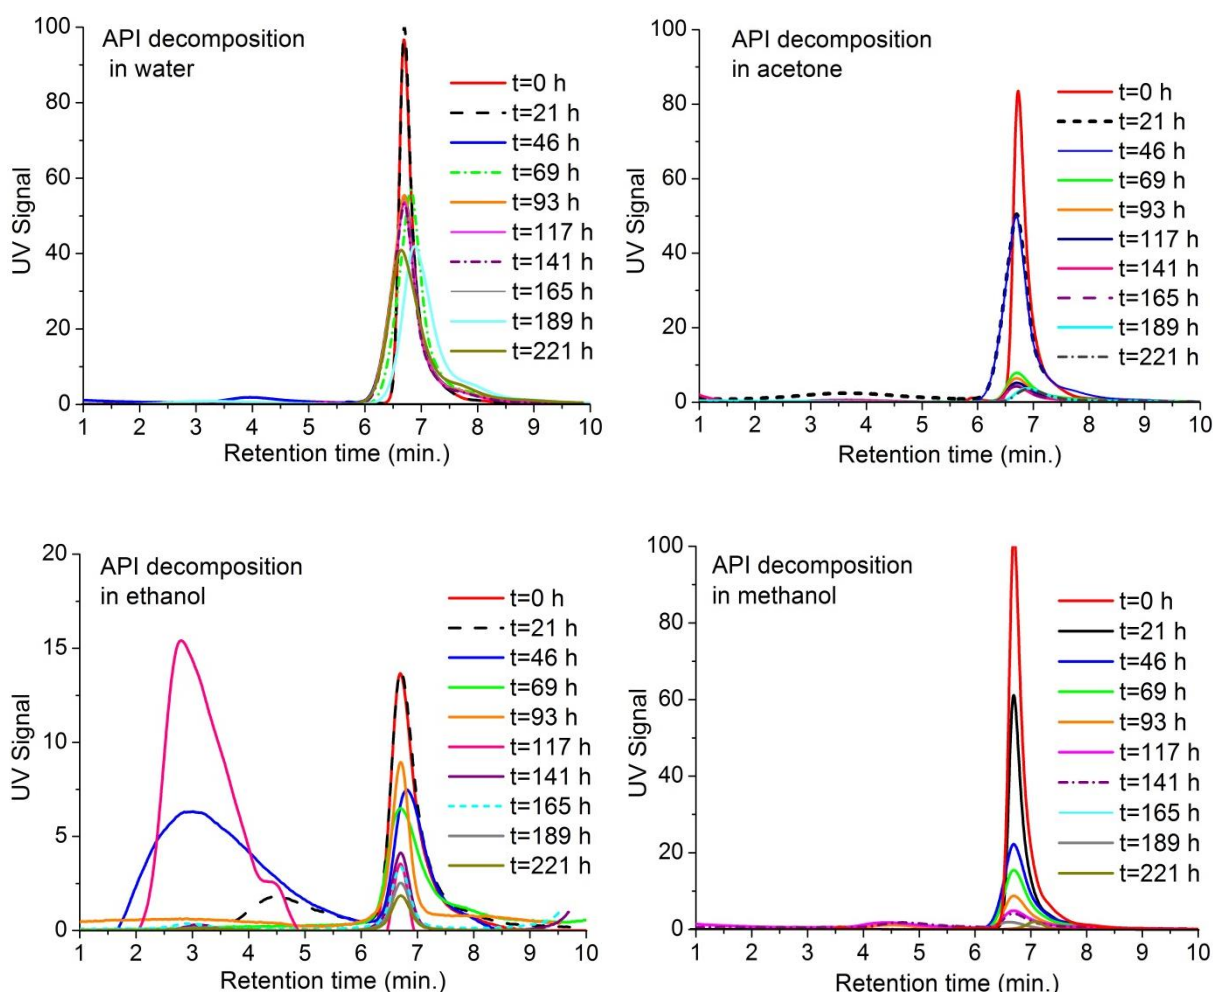 API decomposition
in water
100
80
60
40
20
0
UV Signal
t=0 h
t=21 h
t=46 h
t=69 h
t=93 h
t=117 h
t=141 h
t=165 h
t=189 h
t=221 h
1 2 3 4 5 6 7 8 9 10
Retention time (min.)
API decomposition
in acetone
100
80
60
40
20
0
UV Signal
t=0 h
t=21 h
t=46 h
t=69 h
t=93 h
t=117 h
t=141 h
t=165 h
t=189 h
t=221 h
1 2 3 4 5 6 7 8 9 10
Retention time (min.)
API decomposition
in ethanol
20
15
10
5
0
UV Signal
t=0 h
t=21 h
t=46 h
t=69 h
t=93 h
t=117 h
t=141 h
t=165 h
t=189 h
t=221 h
1 2 3 4 5 6 7 8 9 10
Retention time (min.)
API decomposition
in methanol
100
80
60
40
20
0
UV Signal
t=0 h
t=21 h
t=46 h
t=69 h
t=93 h
t=117 h
t=141 h
t=165 h
t=189 h
t=221 h
1 2 3 4 5 6 7 8 9 10
Retention time (min.)